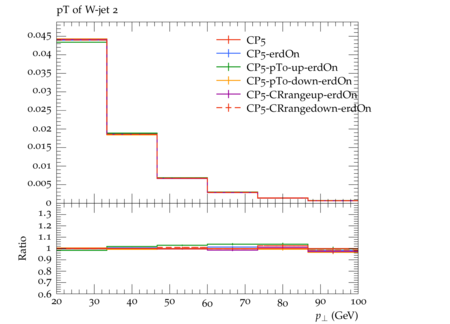 pT of W-jet 2
0.045
0.04
0.035
0.03
0.025
0.02
0.015
0.01
0.005
0
CP5
CP5-erdOn
CP5-pTo-up-erdOn
CP5-pTo-down-erdOn
CP5-CRrangeup-erdOn
CP5-CRrangedown-erdOn
1.3
1.2
1.1
1
0.9
0.8
0.7
0.6
Ratio
20 30 40 50 60 70 80 90 100
p⊥ (GeV)